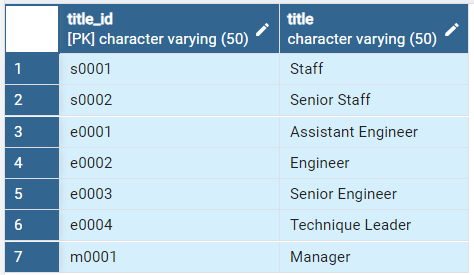 title_id title
[PK] character varying (50) character varying (50)
1 s0001 Staff
2 s0002 Senior Staff
3 e0001 Assistant Engineer
4 e0002 Engineer
5 e0003 Senior Engineer
6 e0004 Technique Leader
7 m0001 Manager